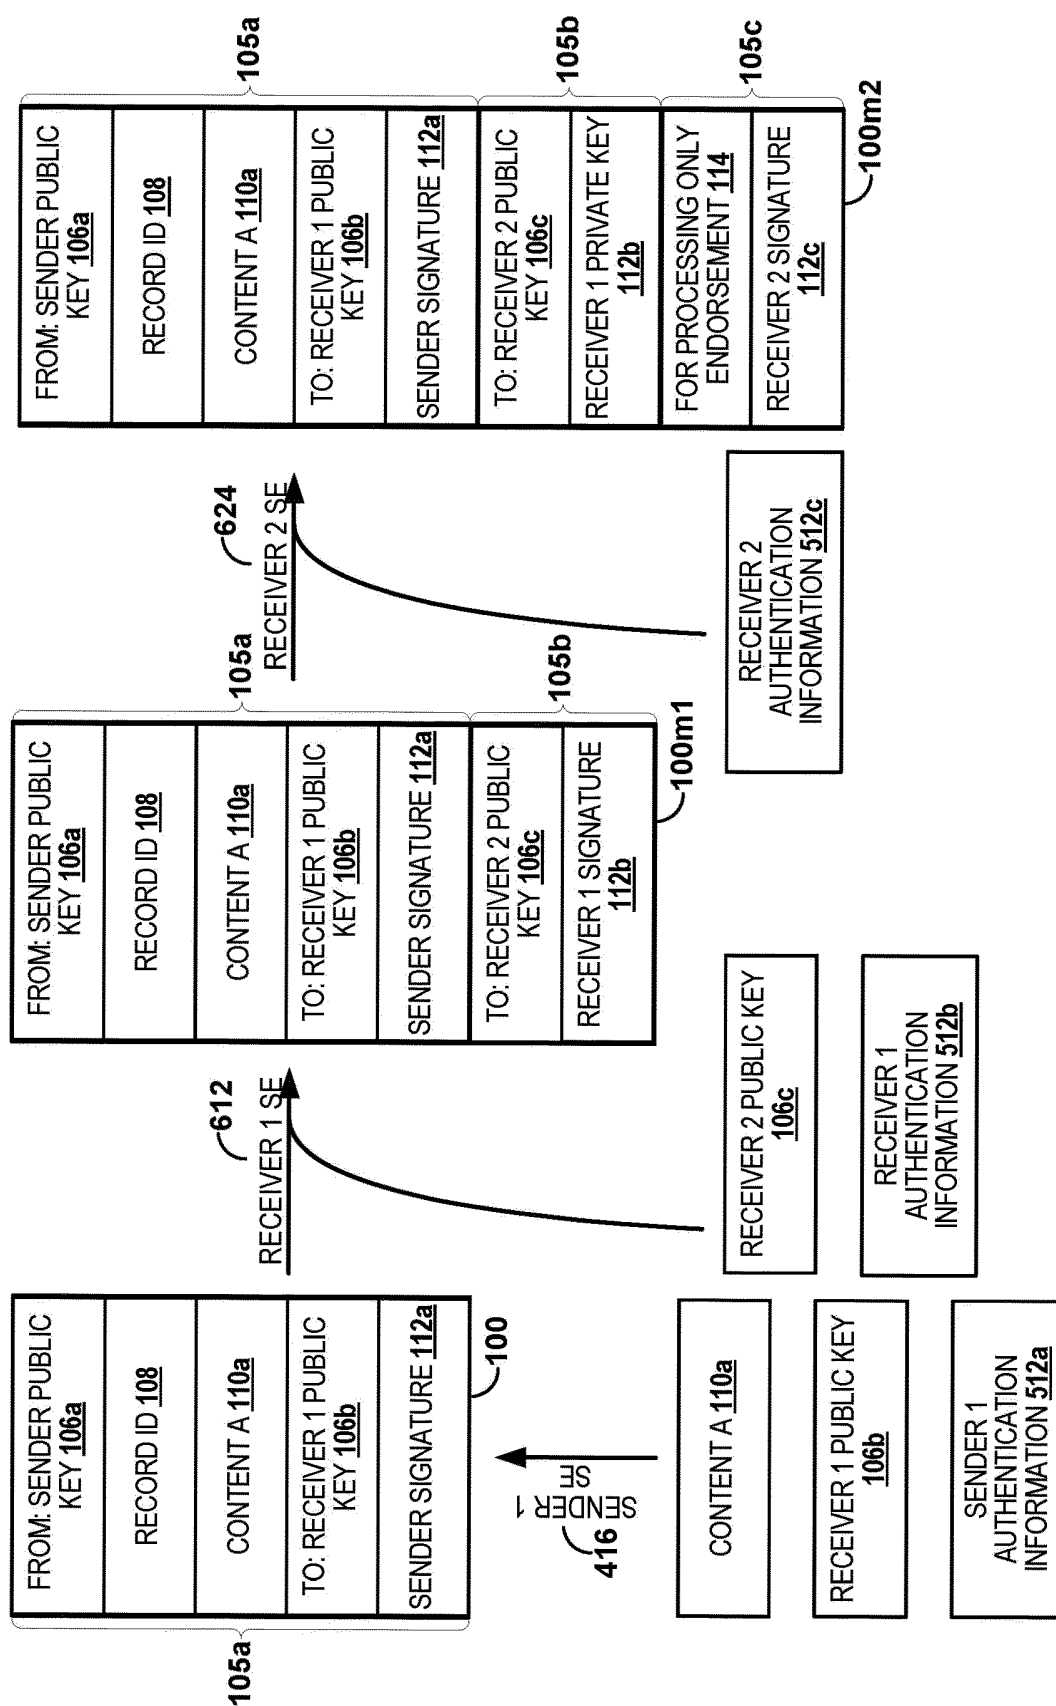 105a
FROM: SENDER PUBLIC
KEY 106a
RECORD ID 108
CONTENT A 110a
TO: RECEIVER 1 PUBLIC
KEY 106b
SENDER SIGNATURE 112a
100
416
SENDER 1
SE
CONTENT A 110a
RECEIVER 1 PUBLIC KEY
106b
SENDER 1
AUTHENTICATION
INFORMATION 512a
612
RECEIVER 1 SE
RECEIVER 2 PUBLIC KEY
106c
RECEIVER 1
AUTHENTICATION
INFORMATION 512b
FROM: SENDER PUBLIC
KEY 106a
RECORD ID 108
CONTENT A 110a
TO: RECEIVER 1 PUBLIC
KEY 106b
SENDER SIGNATURE 112a
TO: RECEIVER 2 PUBLIC
KEY 106c
RECEIVER 1 SIGNATURE
112b
105a
105b
100m1
624
RECEIVER 2 SE
RECEIVER 2
AUTHENTICATION
INFORMATION 512c
FROM: SENDER PUBLIC
KEY 106a
RECORD ID 108
CONTENT A 110a
TO: RECEIVER 1 PUBLIC
KEY 106b
SENDER SIGNATURE 112a
TO: RECEIVER 2 PUBLIC
KEY 106c
RECEIVER 1 PRIVATE KEY
112b
FOR PROCESSING ONLY
ENDORSEMENT 114
RECEIVER 2 SIGNATURE
112c
105a
105b
105c
100m2